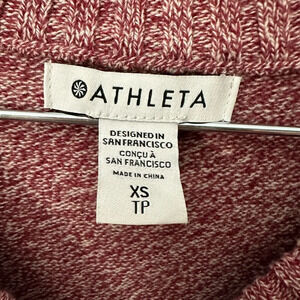 ATHLETA
DESIGNED IN
SAN FRANCISCO
CONÇU À
SAN FRANCISCO
MADE IN CHINA
XS
TP